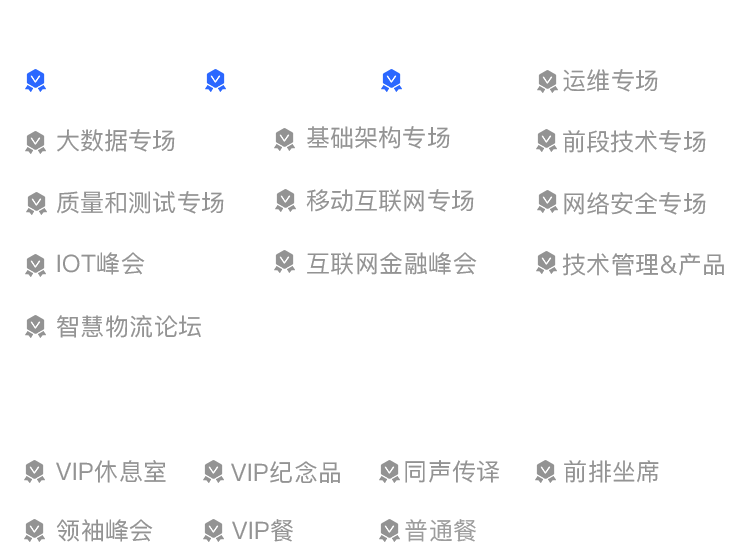 运维专场
大数据专场 基础架构专场 前段技术专场
质量和测试专场 移动互联网专场 网络安全专场
IOT峰会 互联网金融峰会 技术管理&产品
智慧物流论坛
VIP休息室 VIP纪念品 同声传译 前排坐席
领袖峰会 VIP餐 普通餐